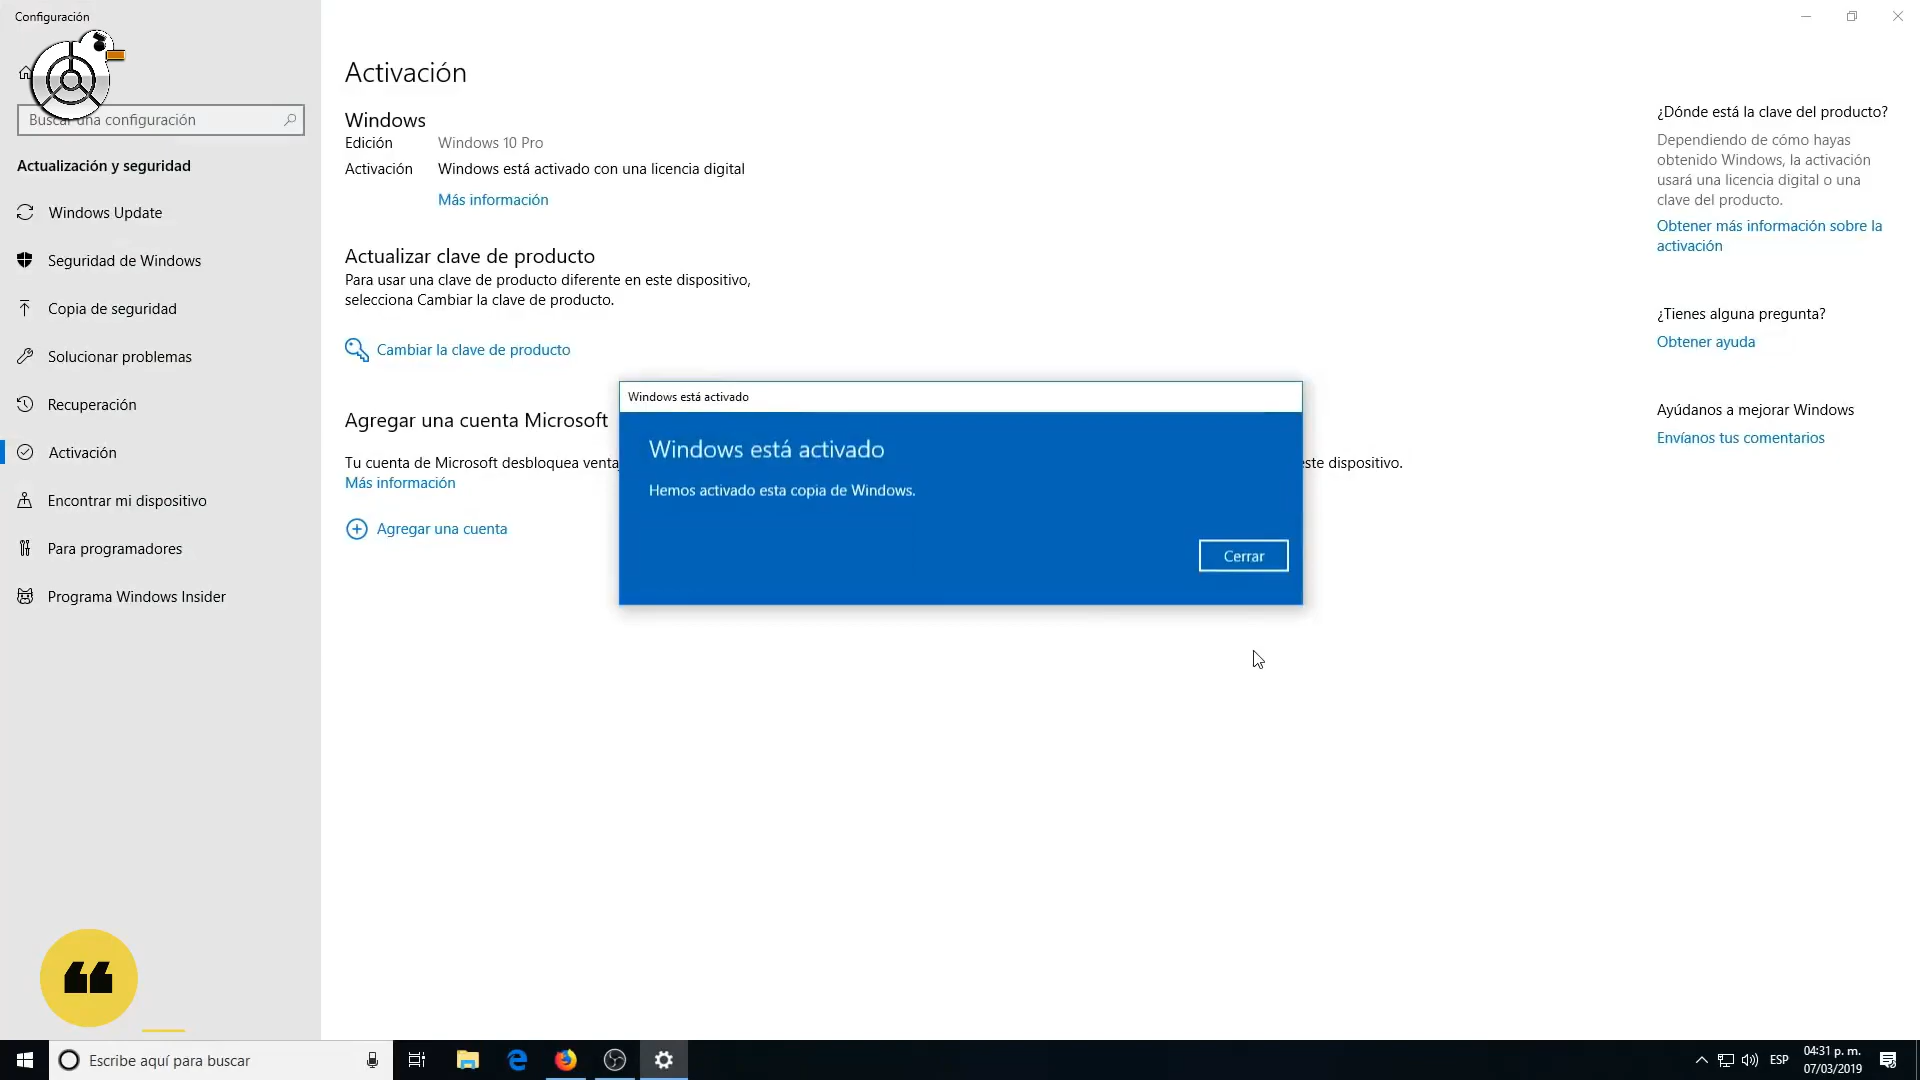 Configuración
Buscar una configuración
Actualización y seguridad
Windows Update
Seguridad de Windows
Copia de seguridad
Solucionar problemas
Recuperación
Activación
Encontrar mi dispositivo
Para programadores
Programa Windows Insider
Activación
Windows
Edición Windows 10 Pro
Activación Windows está activado con una licencia digital
Más información
Actualizar clave de producto
Para usar una clave de producto diferente en este dispositivo,
selecciona Cambiar la clave de producto.
Cambiar la clave de producto
Agregar una cuenta Microsoft
Tu cuenta de Microsoft desbloquea venta ste dispositivo.
Más información
Agregar una cuenta
Windows está activado
Windows está activado
Hemos activado esta copia de Windows.
Cerrar
¿Dónde está la clave del producto?
Dependiendo de cómo hayas
obtenido Windows, la activación
usará una licencia digital o una
clave del producto.
Obtener más información sobre la
activación
¿Tienes alguna pregunta?
Obtener ayuda
Ayúdanos a mejorar Windows
Envíanos tus comentarios
Escribe aquí para buscar
ESP
04:31 p. m.
07/03/2019